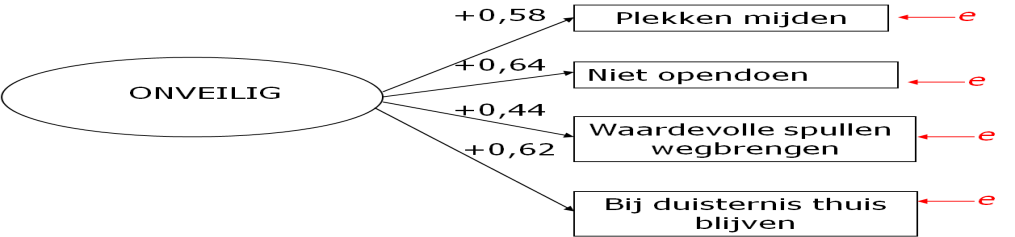 +0,58
Plekken mijden
e
+0,64
Niet opendoen
e
ONVEILIG
+0,44
Waardevolle spullen
wegbrengen
e
+0,62
Bij duisternis thuis
blijven
e